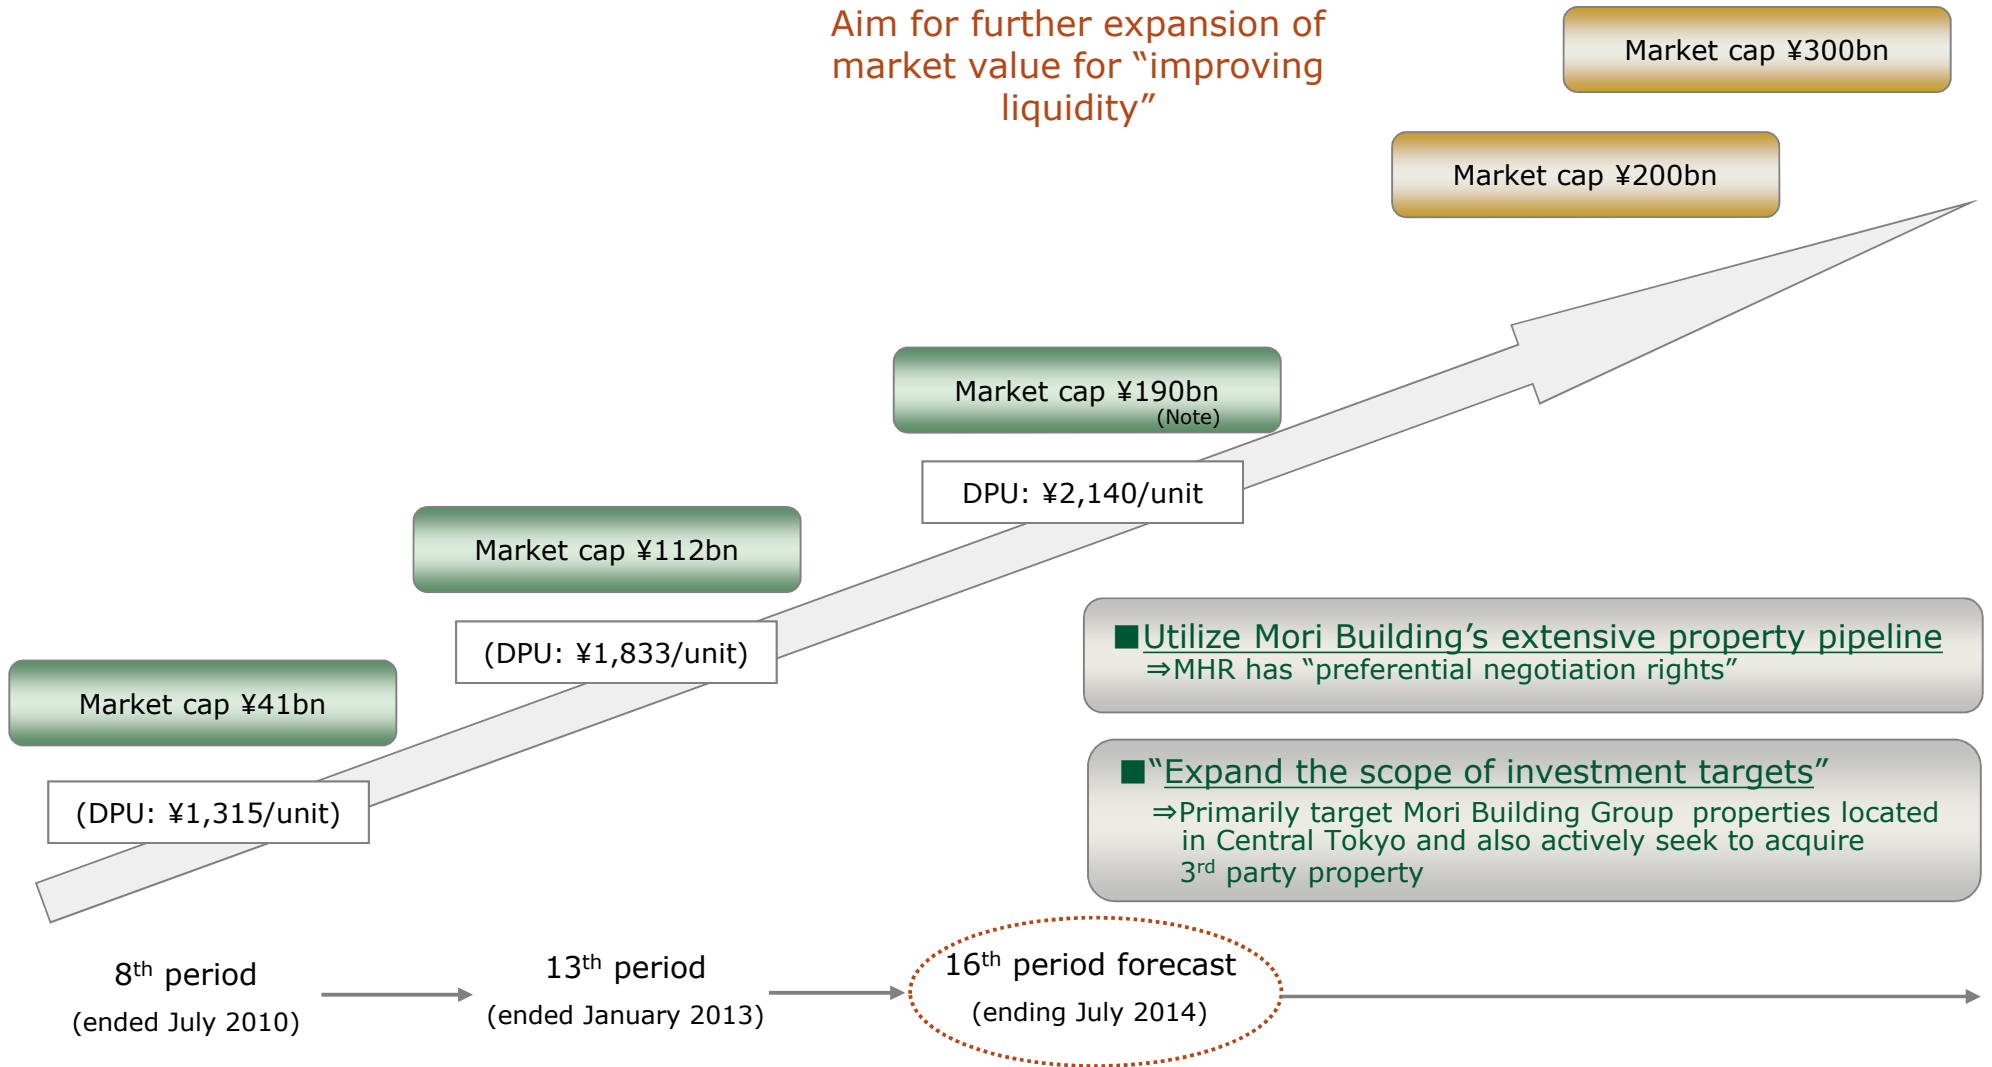 Aim for further expansion of
market value for “improving
liquidity”
Market cap ¥300bn
Market cap ¥200bn
Market cap ¥190bn
(Note)
DPU: ¥2,140/unit
Market cap ¥112bn
(DPU: ¥1,833/unit)
Market cap ¥41bn
(DPU: ¥1,315/unit)
■Utilize Mori Building’s extensive property pipeline
⇒MHR has “preferential negotiation rights”
■“Expand the scope of investment targets”
⇒Primarily target Mori Building Group properties located
in Central Tokyo and also actively seek to acquire
3rd party property
8th period
(ended July 2010)
13th period
(ended January 2013)
16th period forecast
(ending July 2014)